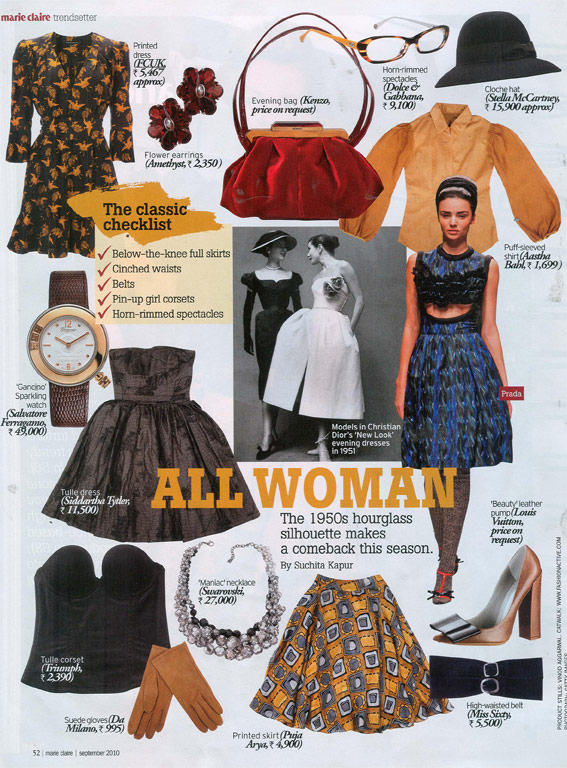 marie claire trendsetter
Printed
dress
(FCUK,
₹ 5,467
approx)
Flower earrings
(Amethyst, ₹ 2,350)
Evening bag (Kenzo,
price on request)
Horn-rimmed
spectacles
(Dolce &
Gabbana,
₹ 9,100)
Cloche hat
(Stella McCartney,
₹ 15,900 approx)
The classic
checklist
Below-the-knee full skirts
Cinched waists
Belts
Pin-up girl corsets
Horn-rimmed spectacles
Puff-sleeved
shirt (Aastha
Bahl, ₹ 1,699)
'Gancino'
Sparkling
watch
(Salvatore
Ferragamo,
₹ 49,000)
Prada
Models in Christian
Dior's 'New Look'
evening dresses
in 1951
Tulle dress
(Siddartha Tytler,
₹ 11,500)
ALL WOMAN
The 1950s hourglass
silhouette makes
a comeback this season.
By Suchita Kapur
'Beauty' leather
pump (Louis
Vuitton,
price on
request)
'Maniac' necklace
(Swarovski,
₹ 27,000)
Tulle corset
(Triumph,
₹ 2,390)
Suede gloves (Da
Milano, ₹ 995)
Printed skirt (Puja
Arya, ₹ 4,900)
High-waisted belt
(Miss Sixty,
₹ 5,500)
52 | marie claire | september 2010
PRODUCT STILLS: VINOD AGGARWAL. CATWALK: WWW.FASHIONACTIVE.COM